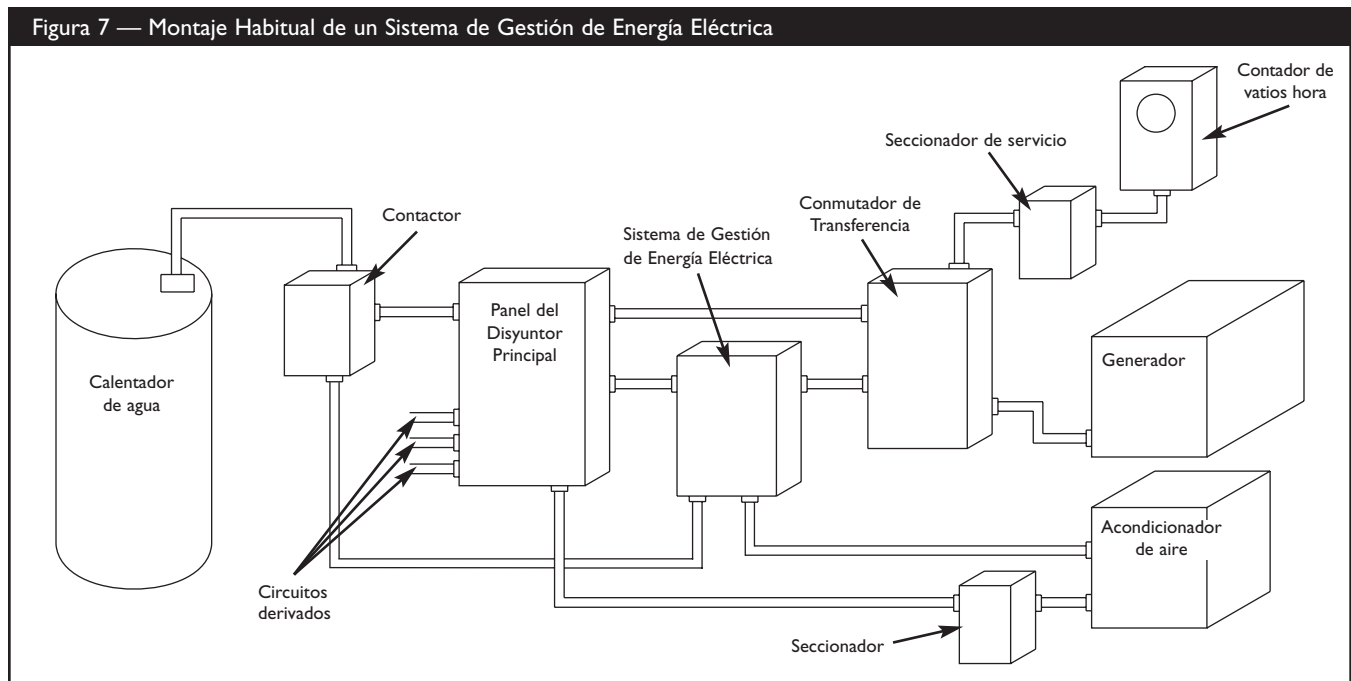 Figura 7 — Montaje Habitual de un Sistema de Gestión de Energía Eléctrica
Contador de
vatios hora
Seccionador de servicio
Conmutador de
Transferencia
Contactor
Sistema de Gestión
de Energía Eléctrica
Panel del
Disyuntor
Principal
Generador
Calentador
de agua
Acondicionador
de aire
Circuitos
derivados
Seccionador